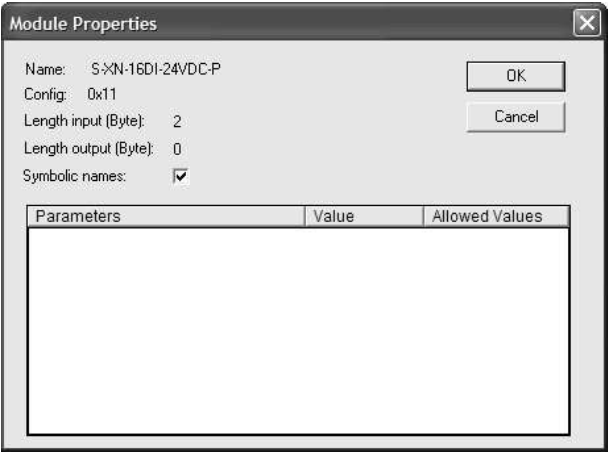 Module Properties
Name: S-XN-16DI-24VDC-P
OK
Config: 0x11
Length input (Byte): 2
Cancel
Length output (Byte): 0
Symbolic names:
Parameters Value Allowed Values